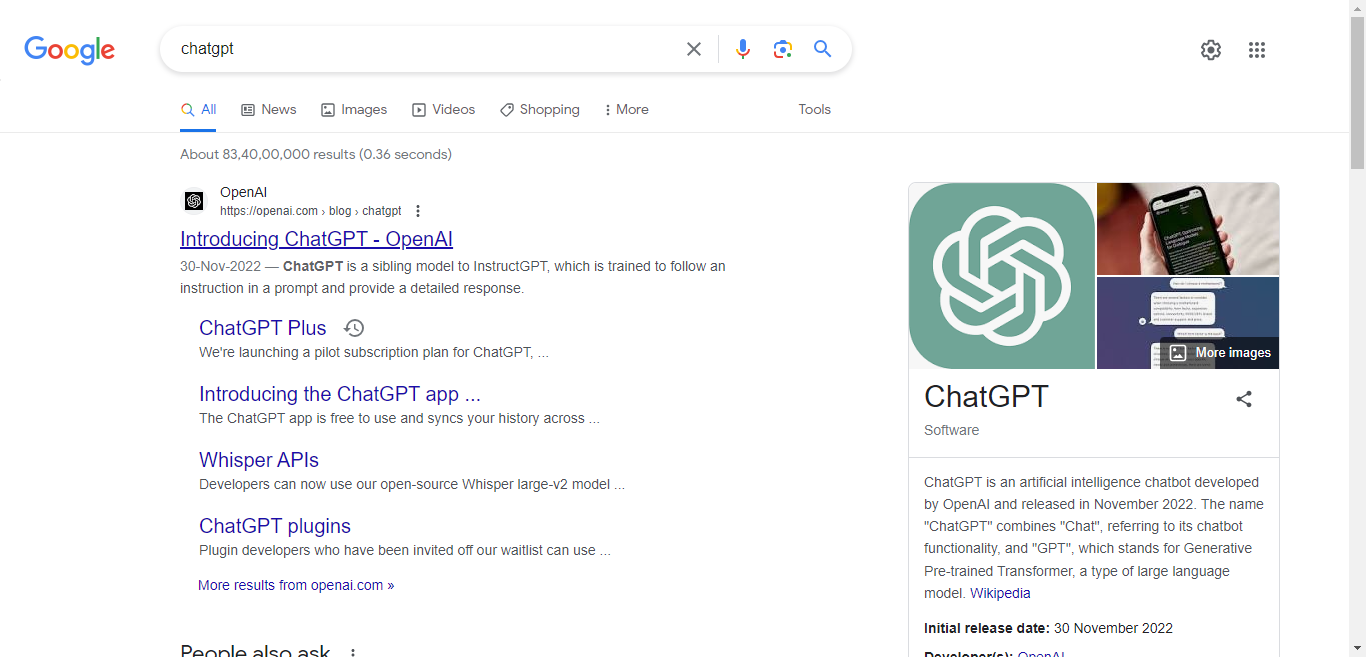 Google
chatgpt
All
News
Images
Videos
Shopping
More
Tools
About 83,40,00,000 results (0.36 seconds)
OpenAI
https://openai.com › blog › chatgpt
Introducing ChatGPT - OpenAI
30-Nov-2022 — ChatGPT is a sibling model to InstructGPT, which is trained to follow an
instruction in a prompt and provide a detailed response.
ChatGPT Plus
We're launching a pilot subscription plan for ChatGPT, ...
Introducing the ChatGPT app ...
The ChatGPT app is free to use and syncs your history across ...
Whisper APIs
Developers can now use our open-source Whisper large-v2 model ...
ChatGPT plugins
Plugin developers who have been invited off our waitlist can use ...
More results from openai.com »
People also ask
ChatGPT: Optimizing
Language Models
for Dialogue
More images
ChatGPT
Software
ChatGPT is an artificial intelligence chatbot developed
by OpenAI and released in November 2022. The name
"ChatGPT" combines "Chat", referring to its chatbot
functionality, and "GPT", which stands for Generative
Pre-trained Transformer, a type of large language
model. Wikipedia
Initial release date: 30 November 2022
Developer(s): OpenAI